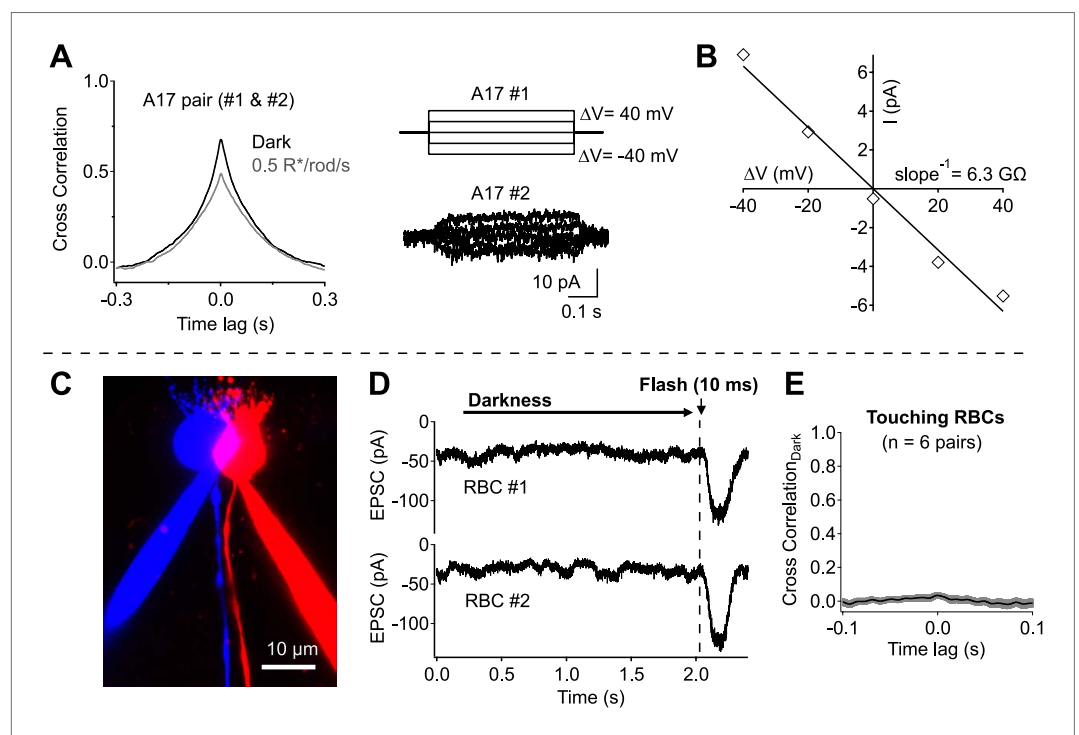 A
1.0
0.5
0.0
Cross Correlation
A17 pair (#1 & #2)
Dark
0.5 R*/rod/s
−0.3
0.0
0.3
Time lag (s)
A17 #1
ΔV= 40 mV
ΔV= -40 mV
A17 #2
10 pA
0.1 s
B
6
4
2
−2
−4
−6
I (pA)
ΔV (mV)
slope⁻¹ = 6.3 GΩ
−40
−20
0
20
40
C
10 µm
D
Flash (10 ms)
Darkness
0
−50
−100
EPSC (pA)
RBC #1
0
−50
−100
EPSC (pA)
RBC #2
0.0
0.5
1.0
1.5
2.0
Time (s)
E
Touching RBCs
(n = 6 pairs)
1.0
0.8
0.6
0.4
0.2
0.0
Cross Correlation_Dark
−0.1
0.0
0.1
Time lag (s)